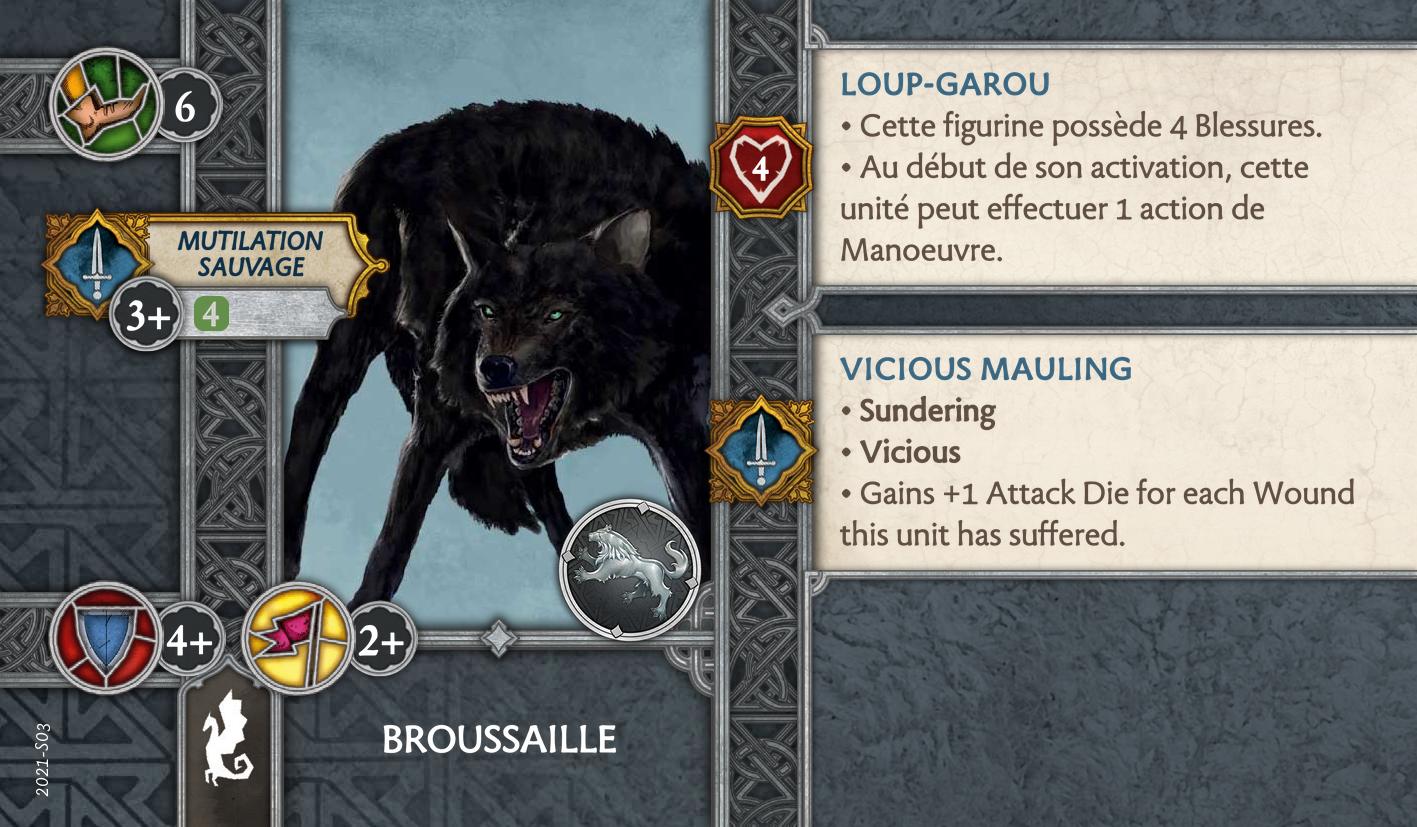 6
MUTILATION
SAUVAGE
3+ 4
4+ 2+
BROUSSAILLE
2021-S03
4
LOUP-GAROU
• Cette figurine possède 4 Blessures.
• Au début de son activation, cette
unité peut effectuer 1 action de
Manoeuvre.
VICIOUS MAULING
• Sundering
• Vicious
• Gains +1 Attack Die for each Wound
this unit has suffered.